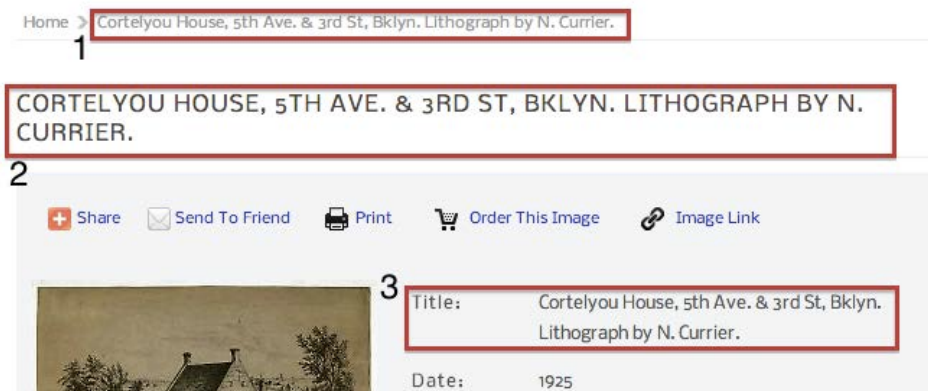 Home > Cortelyou House, 5th Ave. & 3rd St, Bklyn. Lithograph by N. Currier.
1
CORTELYOU HOUSE, 5TH AVE. & 3RD ST, BKLYN. LITHOGRAPH BY N.
CURRIER.
2
Share Send To Friend Print Order This Image Image Link
3
Title: Cortelyou House, 5th Ave. & 3rd St, Bklyn.
Lithograph by N. Currier.
Date: 1925